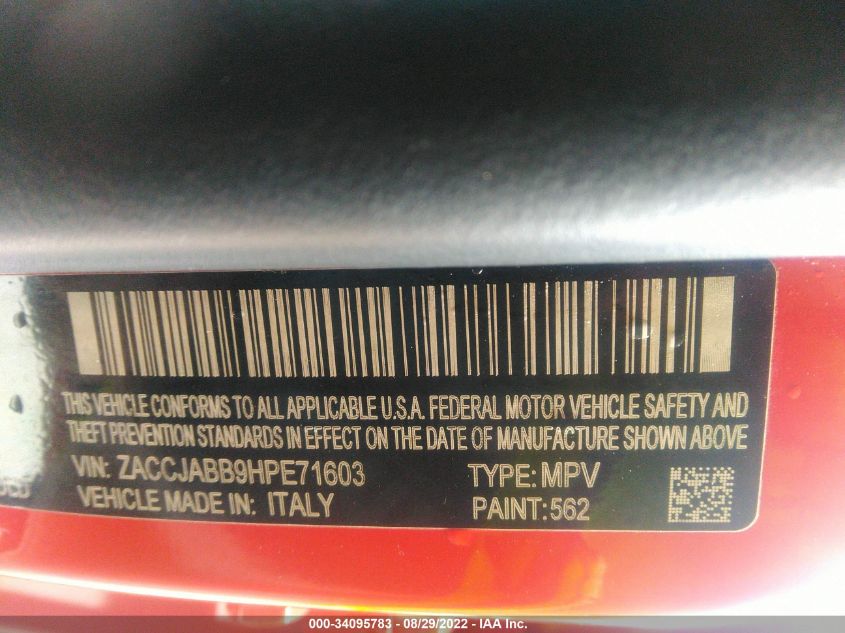 THIS VEHICLE CONFORMS TO ALL APPLICABLE U.S.A. FEDERAL MOTOR VEHICLE SAFETY AND
THEFT PREVENTION STANDARDS IN EFFECT ON THE DATE OF MANUFACTURE SHOWN ABOVE
VIN: ZACCJABB9HPE71603 TYPE: MPV
VEHICLE MADE IN: ITALY PAINT: 562
000-34095783 - 08/29/2022 - IAA Inc.